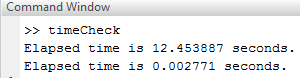 Command Window
>> timeCheck
Elapsed time is 12.453887 seconds.
Elapsed time is 0.002771 seconds.